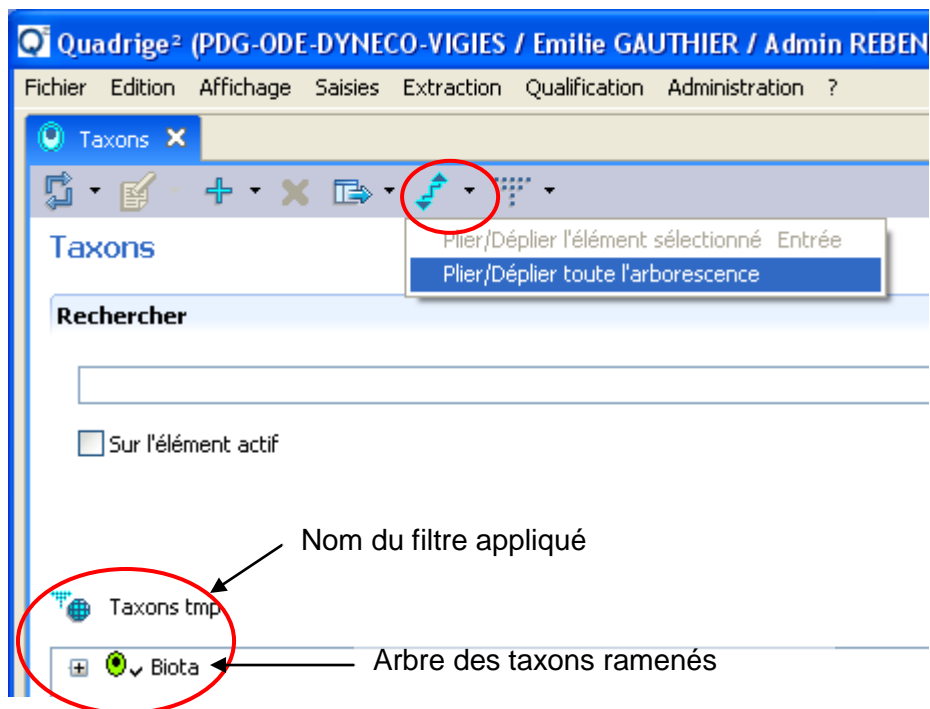 Quadrige² (PDG-ODE-DYNECO-VIGIES / Emilie GAUTHIER / Admin REBEN
Fichier Edition Affichage Saisies Extraction Qualification Administration ?
Taxons
Plier/Déplier l'élément sélectionné Entrée
Taxons
Plier/Déplier toute l'arborescence
Rechercher
Sur l'élément actif
Nom du filtre appliqué
Taxons tmp
Biota
Arbre des taxons ramenés